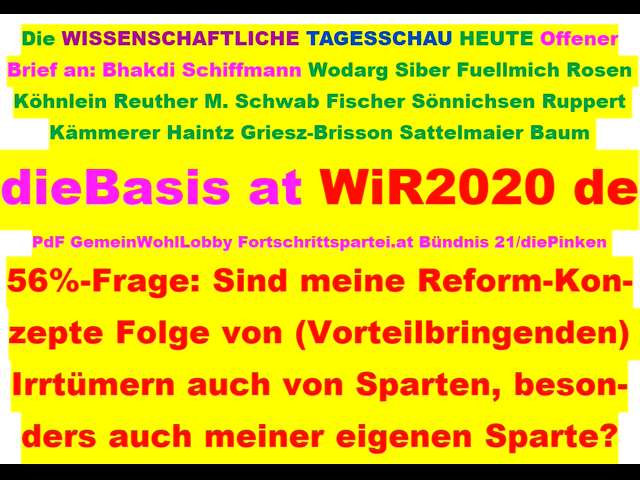 Die WISSENSCHAFTLICHE TAGESSCHAU HEUTE Offener
Brief an: Bhakdi Schiffmann Wodarg Siber Fuellmich Rosen
Köhnlein Reuther M. Schwab Fischer Sönnichsen Ruppert
Kämmerer Haintz Griesz-Brisson Sattelmaier Baum
dieBasis at WiR2020 de
PdF GemeinWohlLobby Fortschrittspartei.at Bündnis 21/diePinken
56%-Frage: Sind meine Reform-Kon-
zepte Folge von (Vorteilbringenden)
Irrtümern auch von Sparten, beson-
ders auch meiner eigenen Sparte?